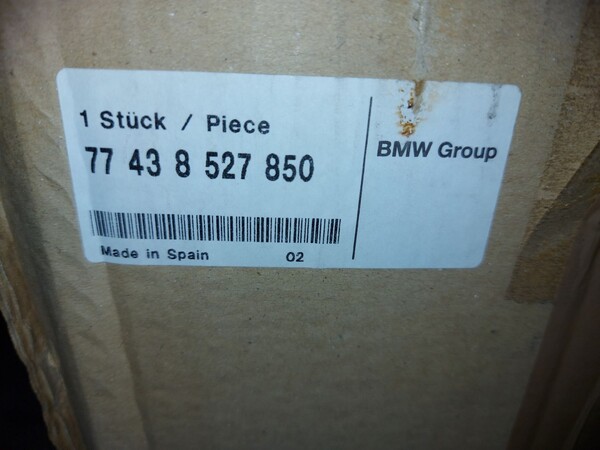 1 Stück / Piece
77 43 8 527 850
BMW Group
Made in Spain 02